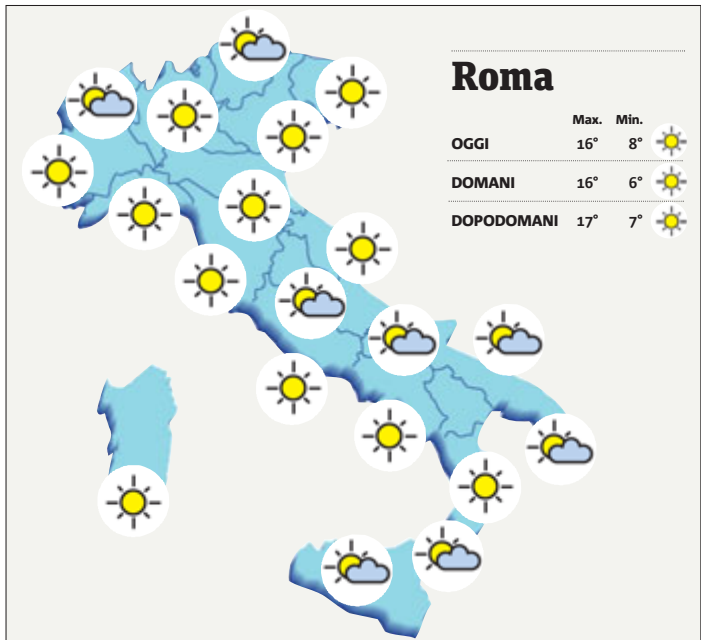 Roma
Max. Min.
OGGI 16° 8°
DOMANI 16° 6°
DOPODOMANI 17° 7°